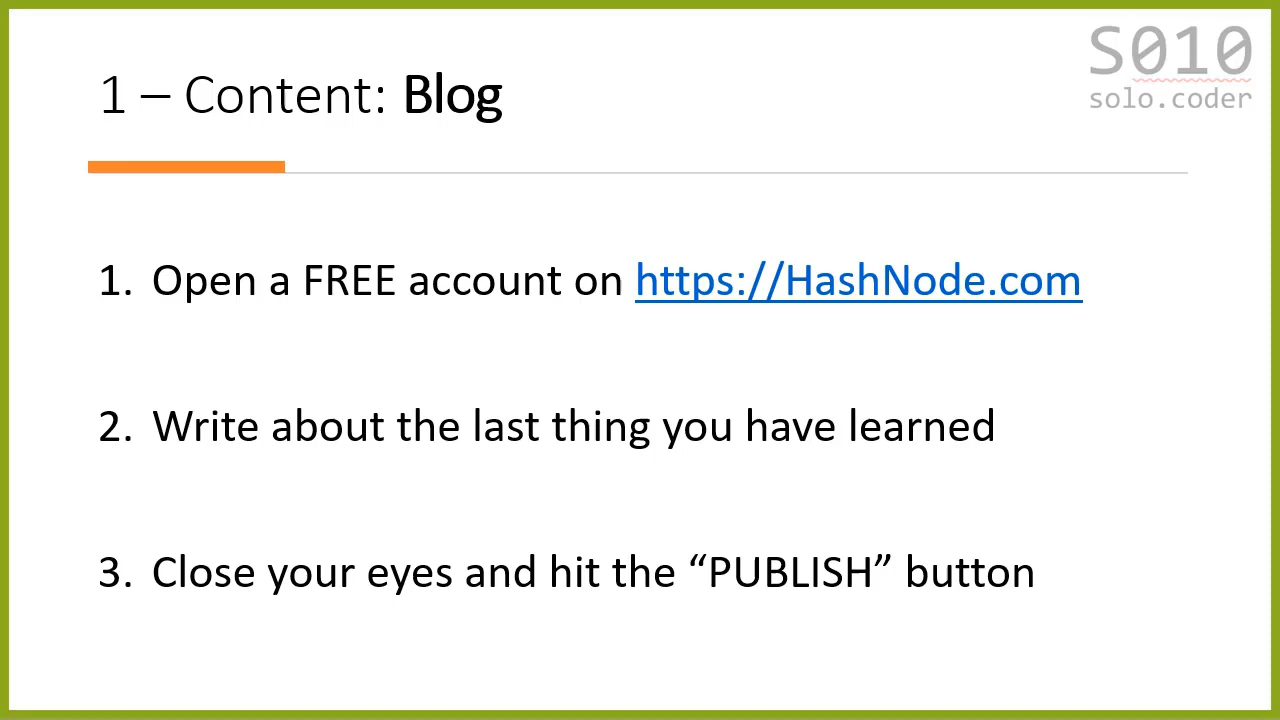 1 – Content: Blog
S010
solo.coder
1. Open a FREE account on https://HashNode.com
2. Write about the last thing you have learned
3. Close your eyes and hit the “PUBLISH” button